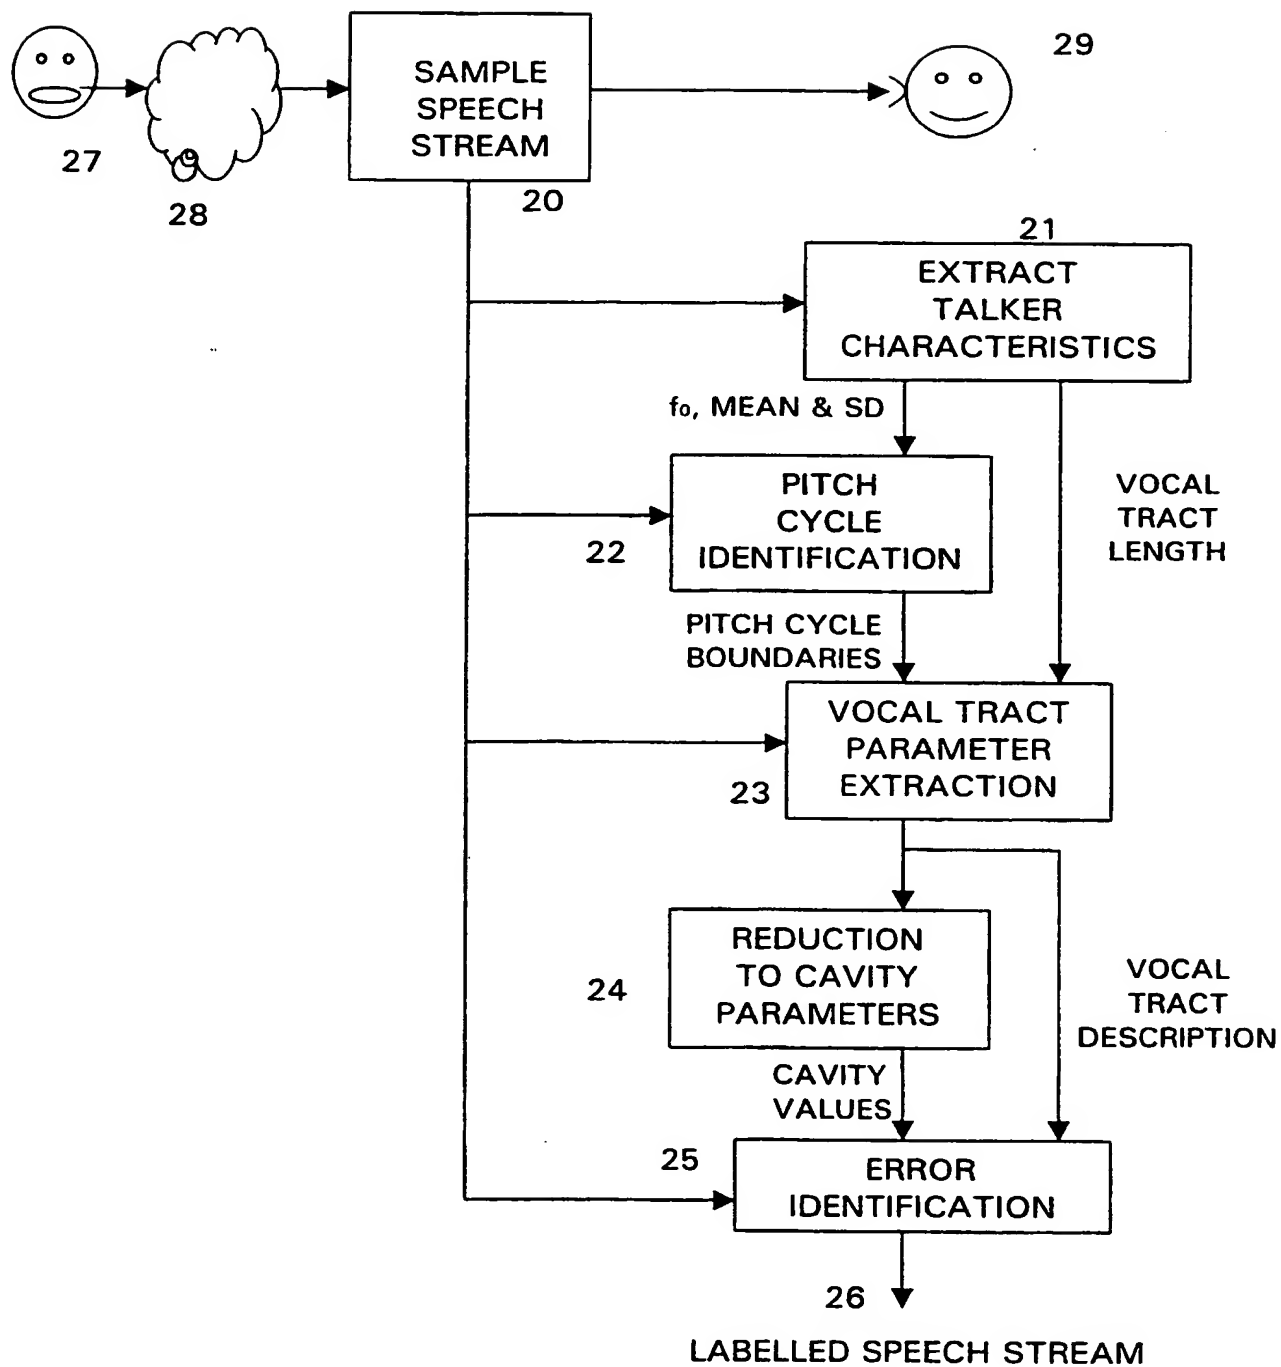 29
SAMPLE
SPEECH
STREAM
27
28
20
21
EXTRACT
TALKER
CHARACTERISTICS
f0, MEAN & SD
PITCH
CYCLE
IDENTIFICATION
22
VOCAL
TRACT
LENGTH
PITCH CYCLE
BOUNDARIES
VOCAL TRACT
PARAMETER
EXTRACTION
23
REDUCTION
TO CAVITY
PARAMETERS
24
VOCAL
TRACT
DESCRIPTION
CAVITY
VALUES
25
ERROR
IDENTIFICATION
26
LABELLED SPEECH STREAM